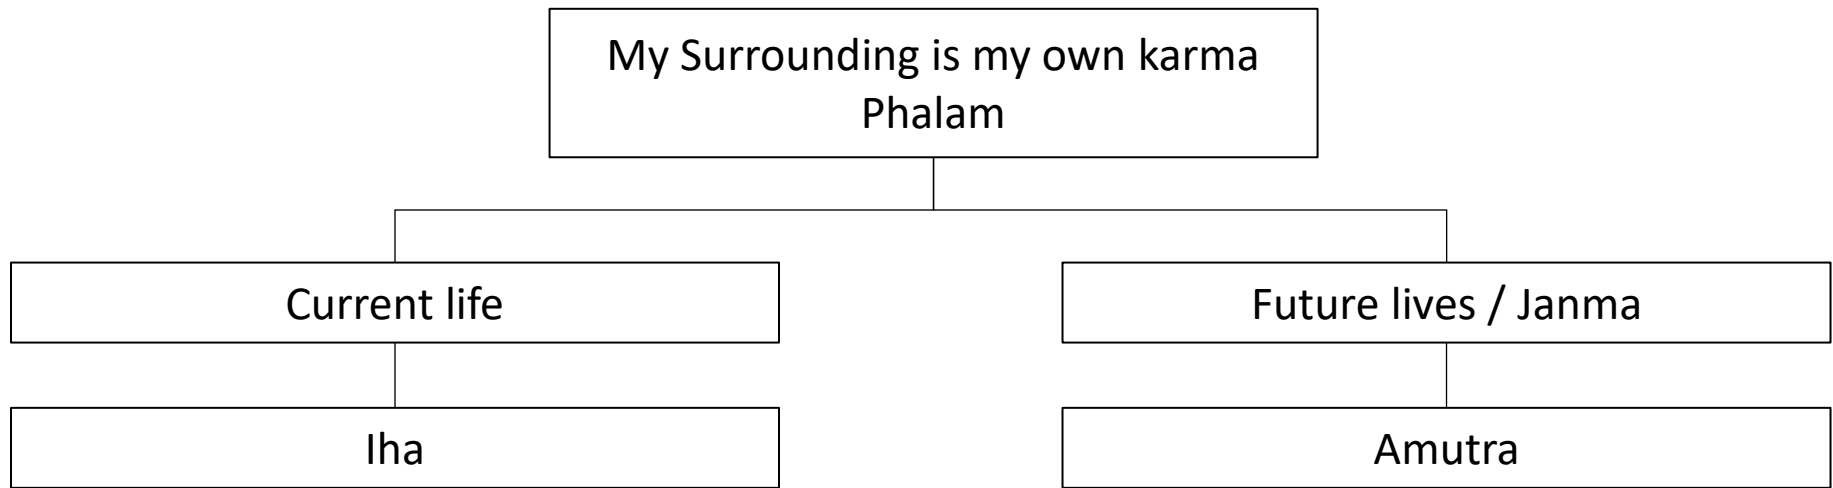 My Surrounding is my own karma
Phalam
Current life
Future lives / Janma
Iha
Amutra